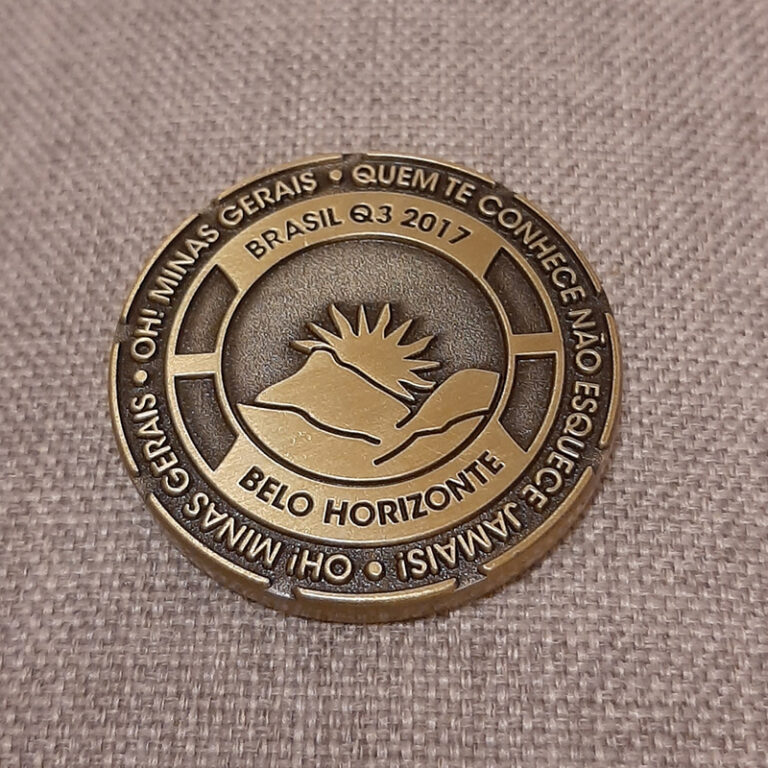 BRASIL Q3 2017
BELO HORIZONTE
OH! MINAS GERAIS • QUEM TE CONHECE NÃO ESQUECE JAMAIS! • OH! MINAS GERAIS •